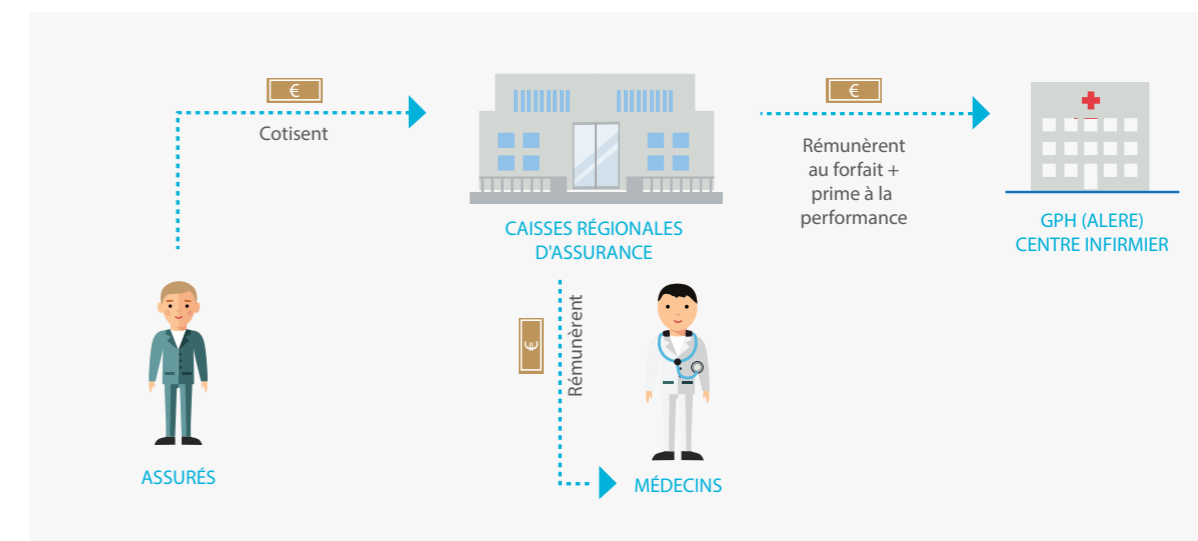 €
Cotisent
€
Rémunèrent
au forfait +
prime à la
performance
CAISSES RÉGIONALES
D'ASSURANCE
GPH (ALERE)
CENTRE INFIRMIER
€
Rémunèrent
ASSURÉS
MÉDECINS